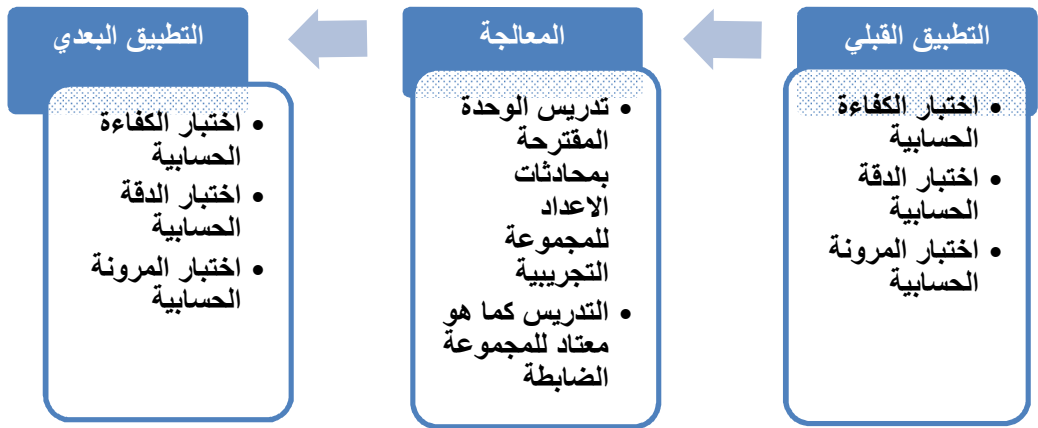 التطبيق القبلي
• اختبار الكفاءة
الحسابية
• اختبار الدقة
الحسابية
• اختبار المرونة
الحسابية
المعالجة
• تدريس الوحدة
المقترحة
بمحادثات
الاعداد
للمجموعة
التجريبية
• التدريس كما هو
معتاد للمجموعة
الضابطة
التطبيق البعدي
• اختبار الكفاءة
الحسابية
• اختبار الدقة
الحسابية
• اختبار المرونة
الحسابية